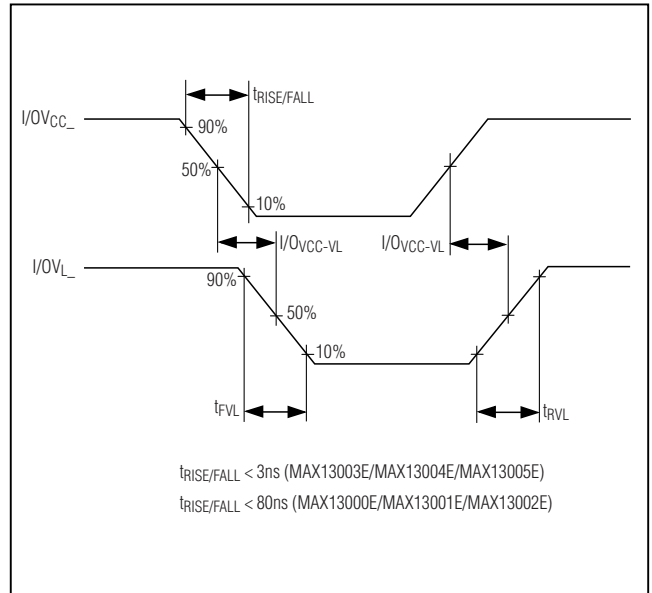 tRISE/FALL
I/OVCC_
90%
50%
10%
I/OVCC-VL
I/OVCC-VL
I/OVL_
90%
50%
10%
tFVL
tRVL
tRISE/FALL < 3ns (MAX13003E/MAX13004E/MAX13005E)
tRISE/FALL < 80ns (MAX13000E/MAX13001E/MAX13002E)